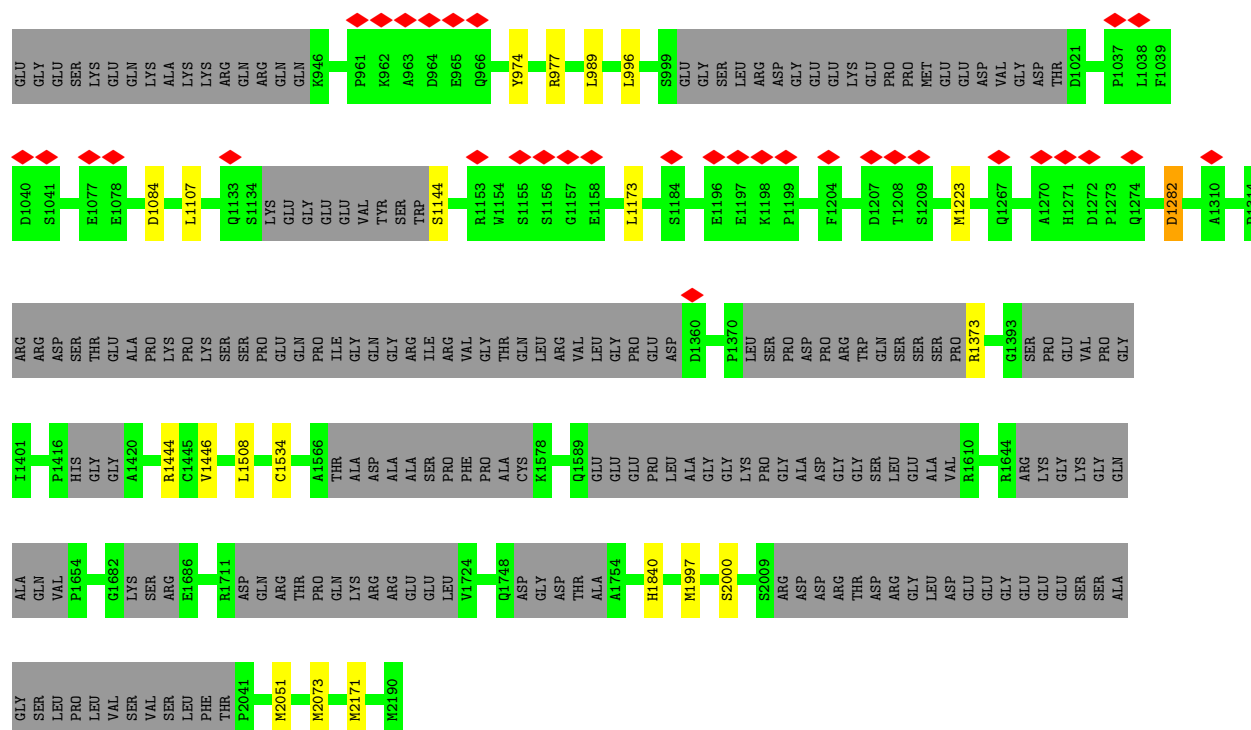 GLU GLY GLU SER LYS GLU GLN LYS ALA LYS LYS ARG GLN ARG GLN GLN K946 P961 K962 A963 D964 E965 Q966 Y974 R977 L989 L996 S999 GLU GLY SER LEU ARG ASP GLY GLU GLU LYS GLU PRO PRO MET GLU GLU ASP VAL GLY ASP THR D1021 P1037 L1038 F1039
D1040 S1041 E1077 E1078 D1084 L1107 Q1133 S1134 LYS GLU GLY GLU GLU VAL TYR SER TRP S1144 R1153 W1154 S1155 S1156 G1157 E1158 L1173 S1184 E1196 E1197 K1198 P1199 F1204 D1207 T1208 S1209 M1223 Q1267 A1270 H1271 D1272 P1273 Q1274 D1282 A1310
ARG ARG ASP SER THR GLU ALA PRO LYS PRO LYS SER SER PRO GLU GLN PRO ILE GLY GLN GLY ARG ILE ARG VAL GLY THR GLN LEU ARG VAL LEU GLY PRO GLU ASP D1360 P1370 LEU SER PRO ASP PRO ARG TRP GLN SER SER SER PRO R1373 G1393 SER PRO GLU VAL PRO GLY
I1401 P1416 HIS GLY GLY A1420 R1444 C1445 V1446 L1508 C1534 A1566 THR ALA ASP ALA ALA SER PRO PHE PRO ALA CYS K1578 Q1589 GLU GLU GLU PRO LEU ALA GLY GLY LYS PRO GLY ALA ASP GLY GLY SER LEU GLU ALA VAL R1610 R1644 ARG LYS GLY LYS GLY GLN
ALA GLN VAL P1654 G1682 LYS SER ARG E1686 R1711 ASP GLN ARG THR PRO GLN LYS ARG ARG GLU GLU LEU V1724 Q1748 ASP GLY ASP THR ALA A1754 H1840 M1997 S2000 S2009 ARG ASP ASP ARG THR ASP ARG GLY LEU ASP GLU GLU GLY GLU GLU GLU SER SER ALA
GLY SER LEU PRO LEU VAL SER VAL SER LEU PHE THR P2041 M2051 M2073 M2171 M2190